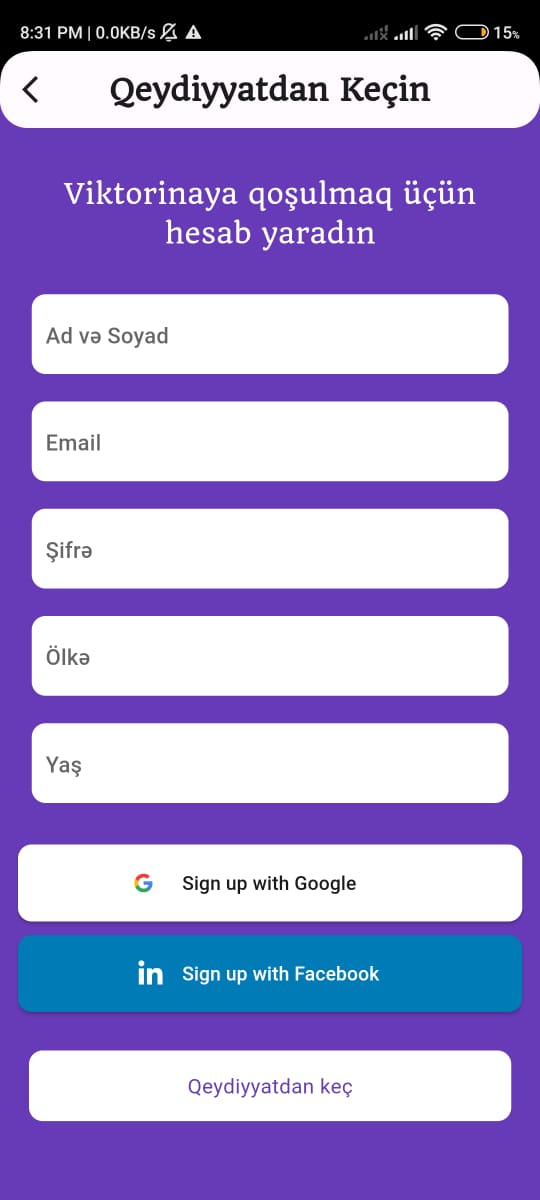 8:31 PM | 0.0KB/s 15%
Qeydiyyatdan Keçin
Viktorinaya qoşulmaq üçün
hesab yaradın
Ad və Soyad
Email
Şifrə
Ölkə
Yaş
G Sign up with Google
in Sign up with Facebook
Qeydiyyatdan keç